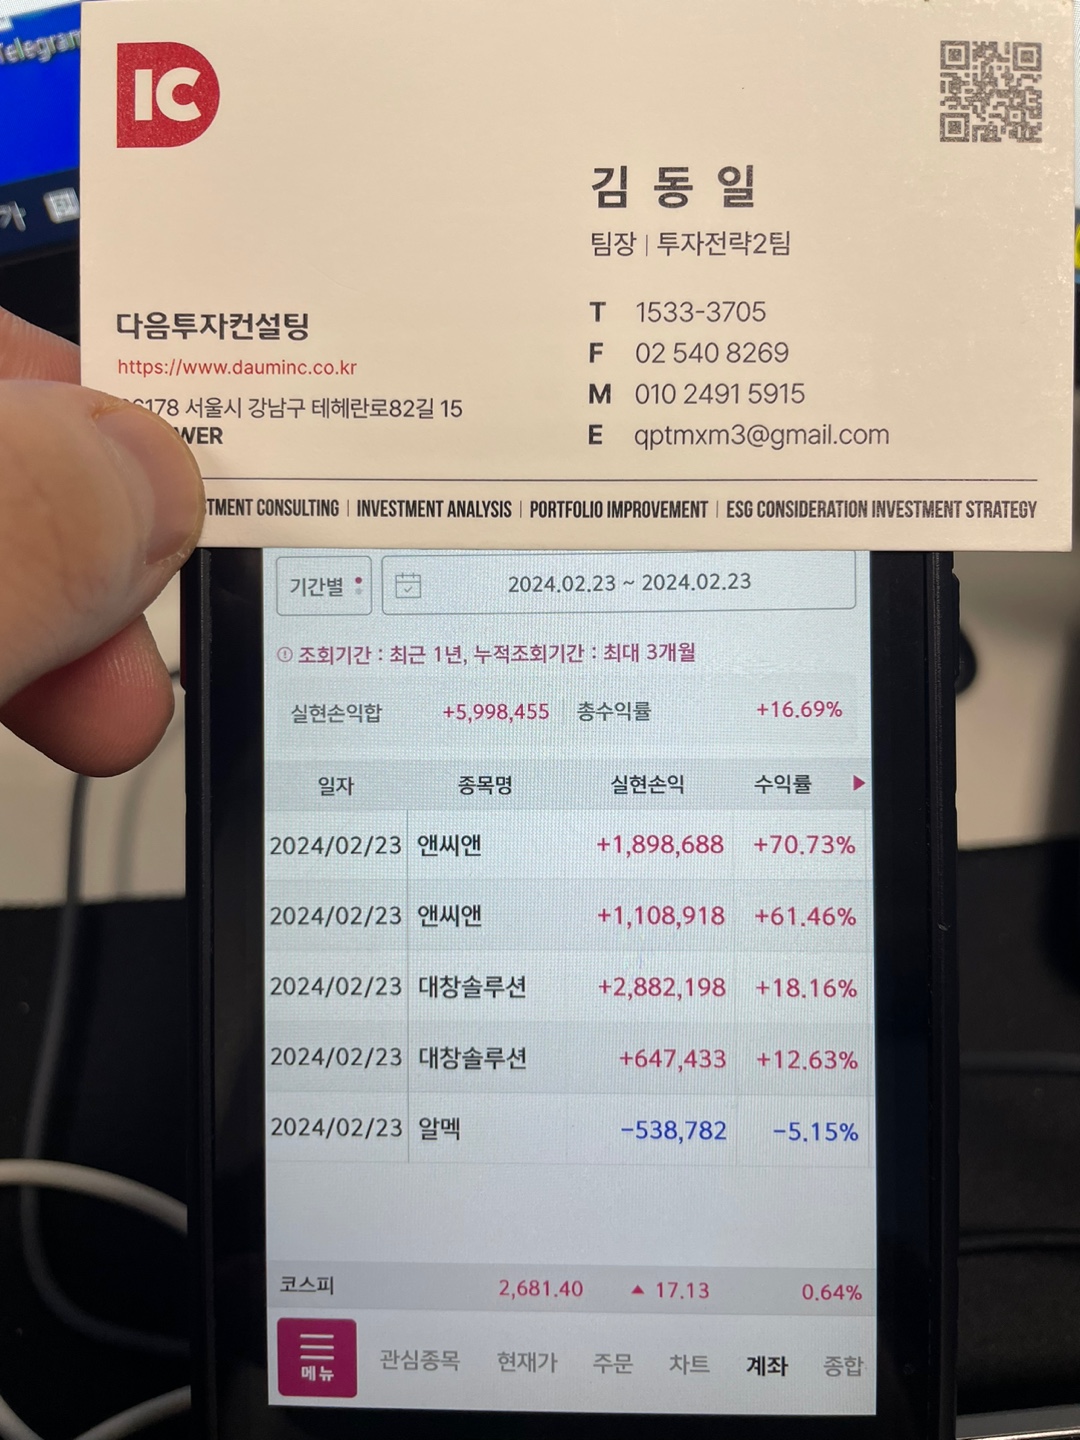 Telegram
가
IC
김동일
팀장 | 투자전략2팀
다음투자컨설팅
https://www.dauminc.co.kr
서울시 강남구 테헤란로82길 15
T 1533-3705
F 02 540 8269
M 010 2491 5915
E qptmxm3@gmail.com
CONSULTING | INVESTMENT ANALYSIS | PORTFOLIO IMPROVEMENT | ESG CONSIDERATION INVESTMENT STRATEGY
기간별 2024.02.23 ~ 2024.02.23
조회기간 : 최근 1년, 누적조회기간 : 최대 3개월
실현손익합 +5,998,455 총수익률 +16.69%
일자 종목명 실현손익 수익률
2024/02/23 앤씨앤 +1,898,688 +70.73%
2024/02/23 앤씨앤 +1,108,918 +61.46%
2024/02/23 대창솔루션 +2,882,198 +18.16%
2024/02/23 대창솔루션 +647,433 +12.63%
2024/02/23 알멕 -538,782 -5.15%
코스피 2,681.40 ▲ 17.13 0.64%
메뉴 관심종목 현재가 주문 차트 계좌 종합